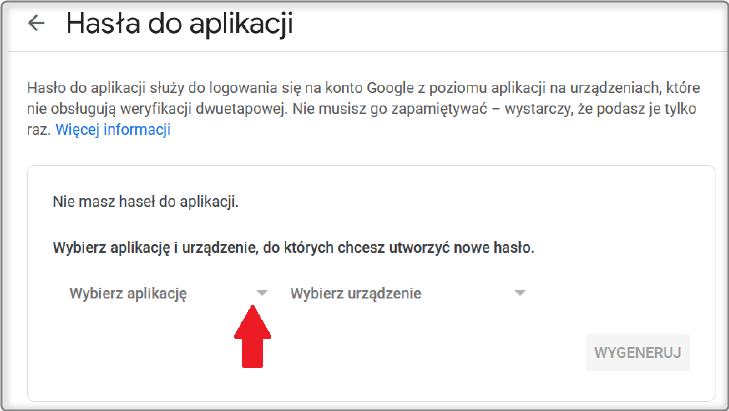 Hasła do aplikacji
Hasło do aplikacji służy do logowania się na konto Google z poziomu aplikacji na urządzeniach, które
nie obsługują weryfikacji dwuetapowej. Nie musisz go zapamiętywać – wystarczy, że podasz je tylko
raz. Więcej informacji
Nie masz haseł do aplikacji.
Wybierz aplikację i urządzenie, do których chcesz utworzyć nowe hasło.
Wybierz aplikację Wybierz urządzenie
WYGENERUJ